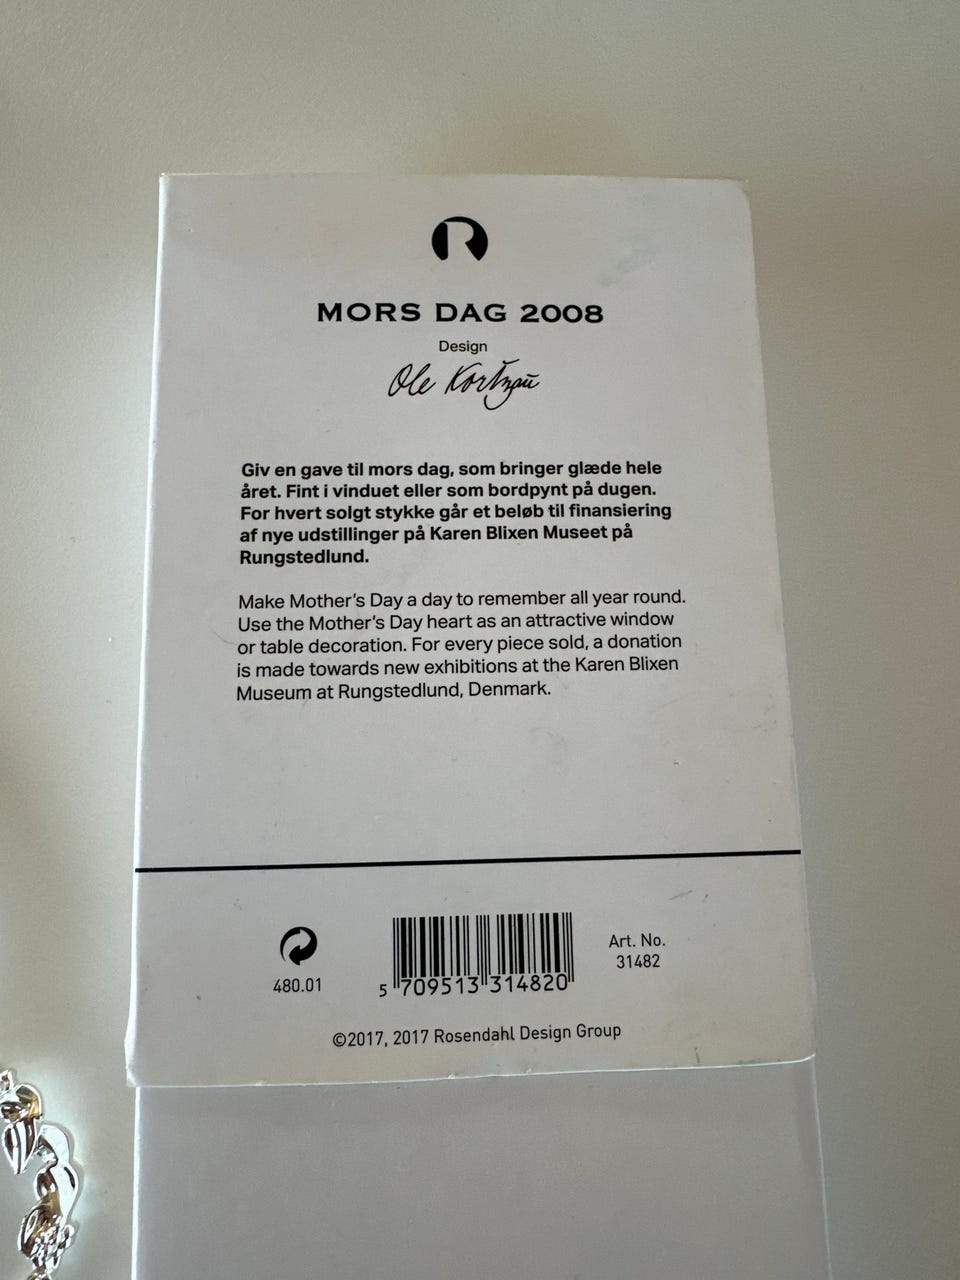 R
MORS DAG 2008
Design
Ole Kortzau
Giv en gave til mors dag, som bringer glæde hele
året. Fint i vinduet eller som bordpynt på dugen.
For hvert solgt stykke går et beløb til finansiering
af nye udstillinger på Karen Blixen Museet på
Rungstedlund.
Make Mother's Day a day to remember all year round.
Use the Mother's Day heart as an attractive window
or table decoration. For every piece sold, a donation
is made towards new exhibitions at the Karen Blixen
Museum at Rungstedlund, Denmark.
480.01
5 709513 314820
Art. No.
31482
©2017, 2017 Rosendahl Design Group